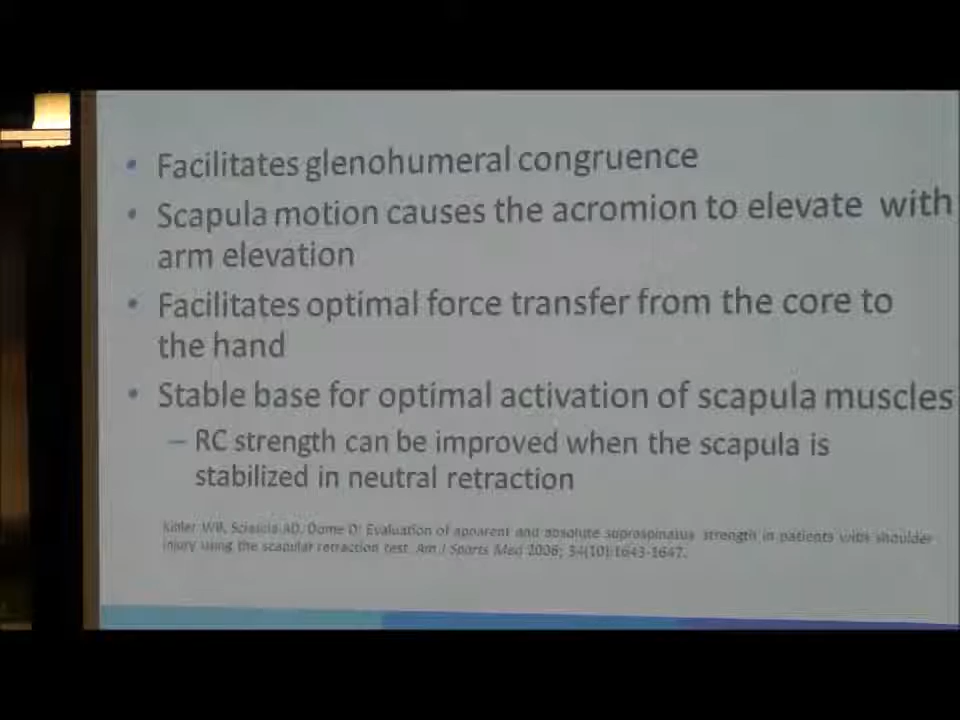 • Facilitates glenohumeral congruence
• Scapula motion causes the acromion to elevate with
arm elevation
• Facilitates optimal force transfer from the core to
the hand
• Stable base for optimal activation of scapula muscles
– RC strength can be improved when the scapula is
stabilized in neutral retraction
Kibler WB, Sciascia AD, Dome D: Evaluation of apparent and absolute supraspinatus strength in patients with shoulder
injury using the scapular retraction test. Am J Sports Med 2006; 34(10):1643-1647.